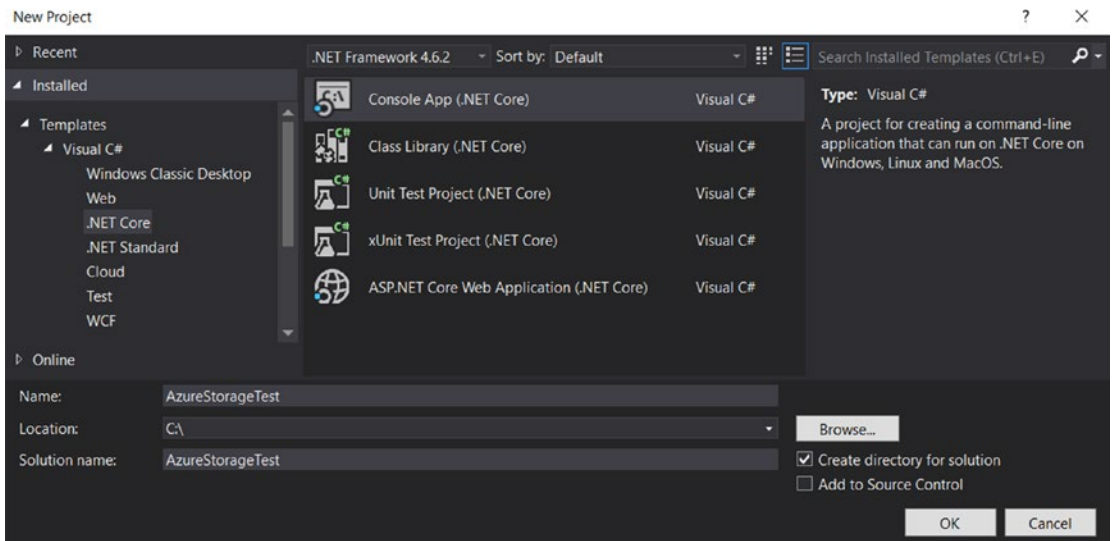 New Project
?
Recent
.NET Framework 4.6.2
Sort by: Default
Search Installed Templates (Ctrl+E)
Installed
Templates
Visual C#
Windows Classic Desktop
Web
.NET Core
.NET Standard
Cloud
Test
WCF
Online
Console App (.NET Core) Visual C#
Class Library (.NET Core) Visual C#
Unit Test Project (.NET Core) Visual C#
xUnit Test Project (.NET Core) Visual C#
ASP.NET Core Web Application (.NET Core) Visual C#
Type: Visual C#
A project for creating a command-line
application that can run on .NET Core on
Windows, Linux and MacOS.
Name: AzureStorageTest
Location: C:\
Browse...
Solution name: AzureStorageTest
Create directory for solution
Add to Source Control
OK
Cancel